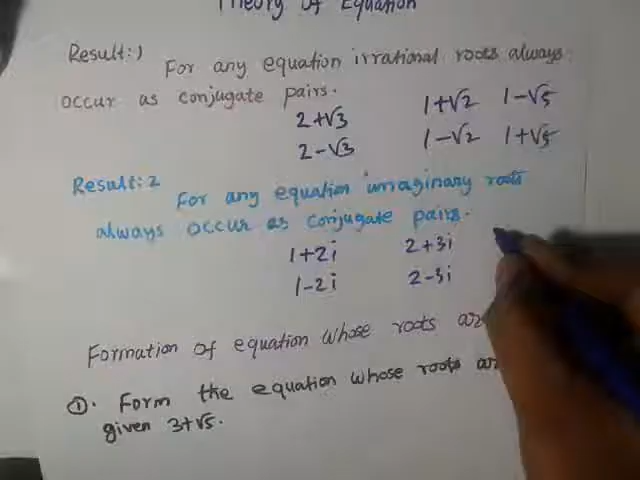 Theory Of Equation
Result:1 For any equation irrational roots always
occur as conjugate pairs.
2+√3 1+√2 1-√5
2-√3 1-√2 1+√5
Result:2 For any equation imaginary roots
always occur as conjugate pairs.
1+2i 2+3i
1-2i 2-3i
Formation of equation whose roots
①. Form the equation whose roots
given 3+√5.